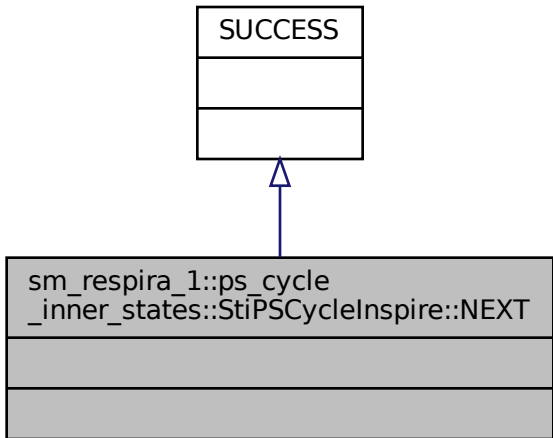 SUCCESS
sm_respira_1::ps_cycle
_inner_states::StiPSCycleInspire::NEXT